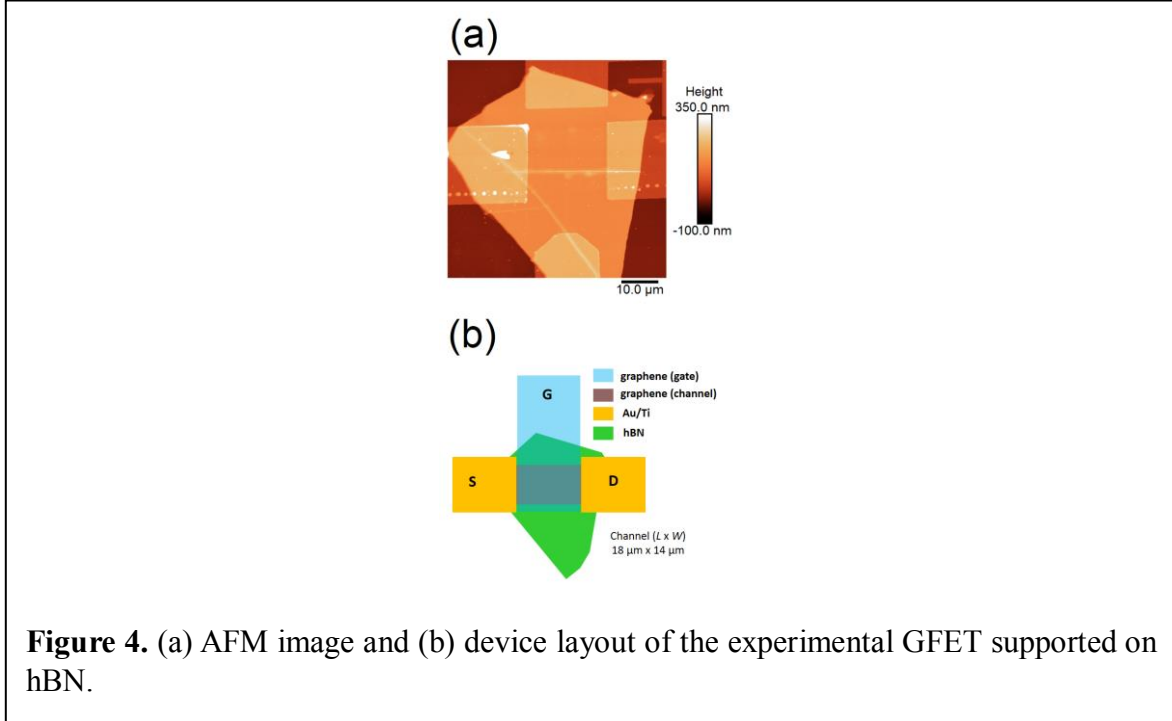 (a)
Height
350.0 nm
-100.0 nm
10.0 µm
(b)
G
S
D
graphene (gate)
graphene (channel)
Au/Ti
hBN
Channel (L x W)
18 µm x 14 µm
Figure 4. (a) AFM image and (b) device layout of the experimental GFET supported on
hBN.